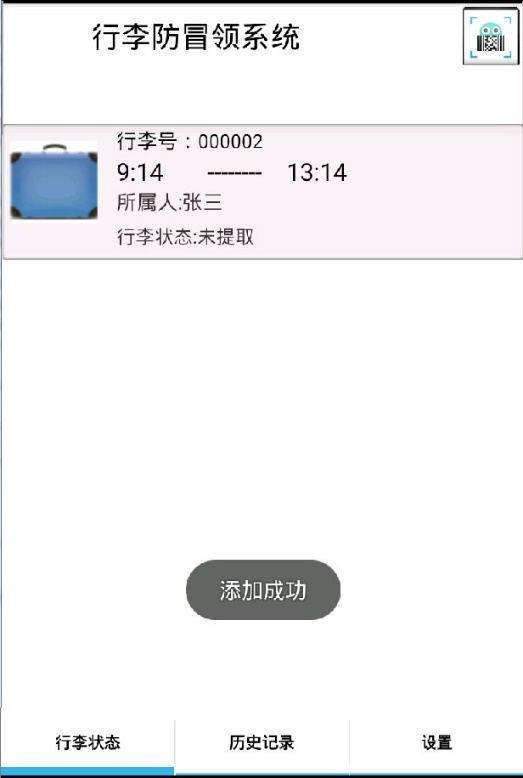 行李防冒领系统
行李号：000002
9:14 -------- 13:14
所属人:张三
行李状态:未提取
添加成功
行李状态 历史记录 设置